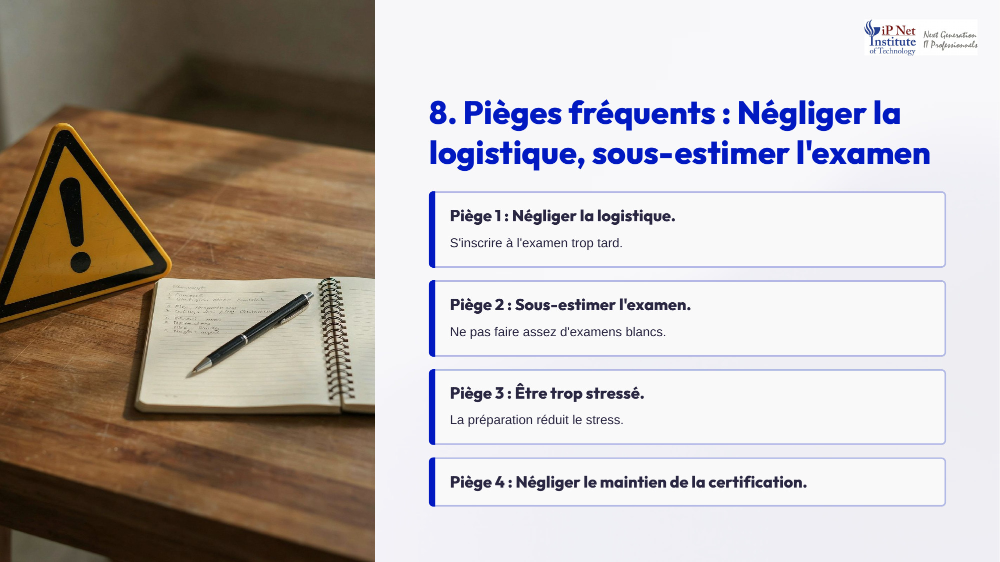 iP Net
Institute
of Technology
Next Generation
IT Professionnels
8. Pièges fréquents : Négliger la
logistique, sous-estimer l'examen
Piège 1 : Négliger la logistique.
S'inscrire à l'examen trop tard.
Piège 2 : Sous-estimer l'examen.
Ne pas faire assez d'examens blancs.
Piège 3 : Être trop stressé.
La préparation réduit le stress.
Piège 4 : Négliger le maintien de la certification.